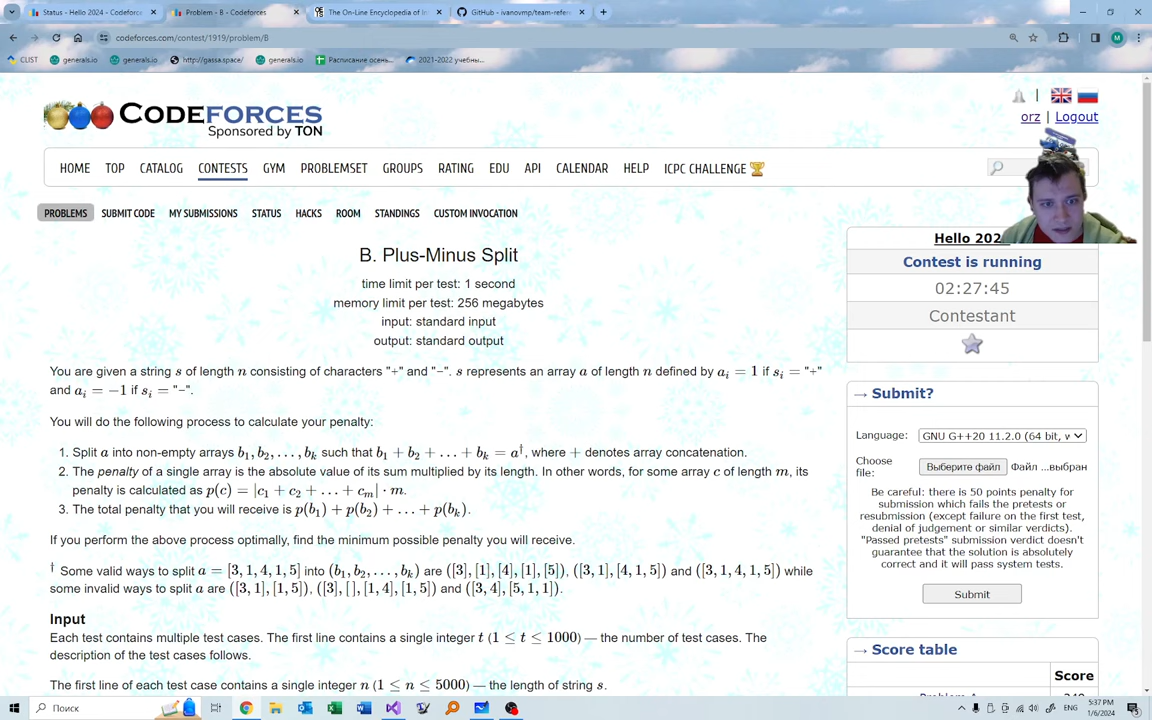 Status - Hello 2024 - Codeforce
Problem - B - Codeforces
The On-Line Encyclopedia of In
GitHub - ivanovmp/team-refer
codeforces.com/contest/1919/problem/B
CLIST
generals.io
generals.io
http://gassa.space/
generals.io
Расписание осень...
2021-2022 учебны...
CODEFORCES
Sponsored by TON
orz | Logout
HOME TOP CATALOG CONTESTS GYM PROBLEMSET GROUPS RATING EDU API CALENDAR HELP ICPC CHALLENGE
PROBLEMS SUBMIT CODE MY SUBMISSIONS STATUS HACKS ROOM STANDINGS CUSTOM INVOCATION
B. Plus-Minus Split
time limit per test: 1 second
memory limit per test: 256 megabytes
input: standard input
output: standard output
You are given a string s of length n consisting of characters "+" and "-". s represents an array a of length n defined by a_i = 1 if s_i = "+"
and a_i = −1 if s_i = "-".
You will do the following process to calculate your penalty:
1. Split a into non-empty arrays b_1, b_2, …, b_k such that b_1 + b_2 + … + b_k = a†, where + denotes array concatenation.
2. The penalty of a single array is the absolute value of its sum multiplied by its length. In other words, for some array c of length m, its
penalty is calculated as p(c) = |c_1 + c_2 + … + c_m| · m.
3. The total penalty that you will receive is p(b_1) + p(b_2) + … + p(b_k).
If you perform the above process optimally, find the minimum possible penalty you will receive.
† Some valid ways to split a = [3, 1, 4, 1, 5] into (b_1, b_2, …, b_k) are ([3], [1], [4], [1], [5]), ([3, 1], [4, 1, 5]) and ([3, 1, 4, 1, 5]) while
some invalid ways to split a are ([3, 1], [1, 5]), ([3], [ ], [1, 4], [1, 5]) and ([3, 4], [5, 1, 1]).
Input
Each test contains multiple test cases. The first line contains a single integer t (1 ≤ t ≤ 1000) — the number of test cases. The
description of the test cases follows.
The first line of each test case contains a single integer n (1 ≤ n ≤ 5000) — the length of string s.
Hello 202
Contest is running
02:27:45
Contestant
→ Submit?
Language: GNU G++20 11.2.0 (64 bit, v
Choose file: Выберите файл Файл ...выбран
Be careful: there is 50 points penalty for
submission which fails the pretests or
resubmission (except failure on the first test,
denial of judgement or similar verdicts).
"Passed pretests" submission verdict doesn't
guarantee that the solution is absolutely
correct and it will pass system tests.
Submit
→ Score table
Score
Поиск
ENG
5:37 PM
1/6/2024